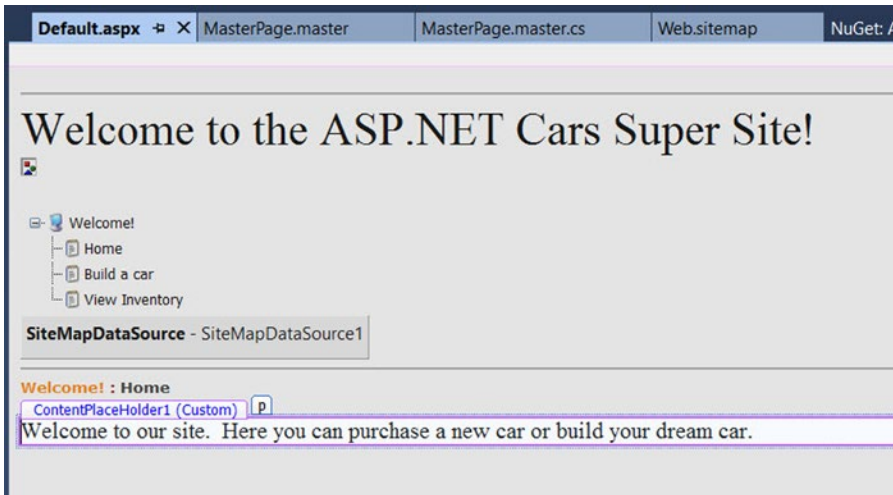 Default.aspx MasterPage.master MasterPage.master.cs Web.sitemap NuGet: A
Welcome to the ASP.NET Cars Super Site!
Welcome!
Home
Build a car
View Inventory
SiteMapDataSource - SiteMapDataSource1
Welcome! : Home
ContentPlaceHolder1 (Custom) p
Welcome to our site. Here you can purchase a new car or build your dream car.